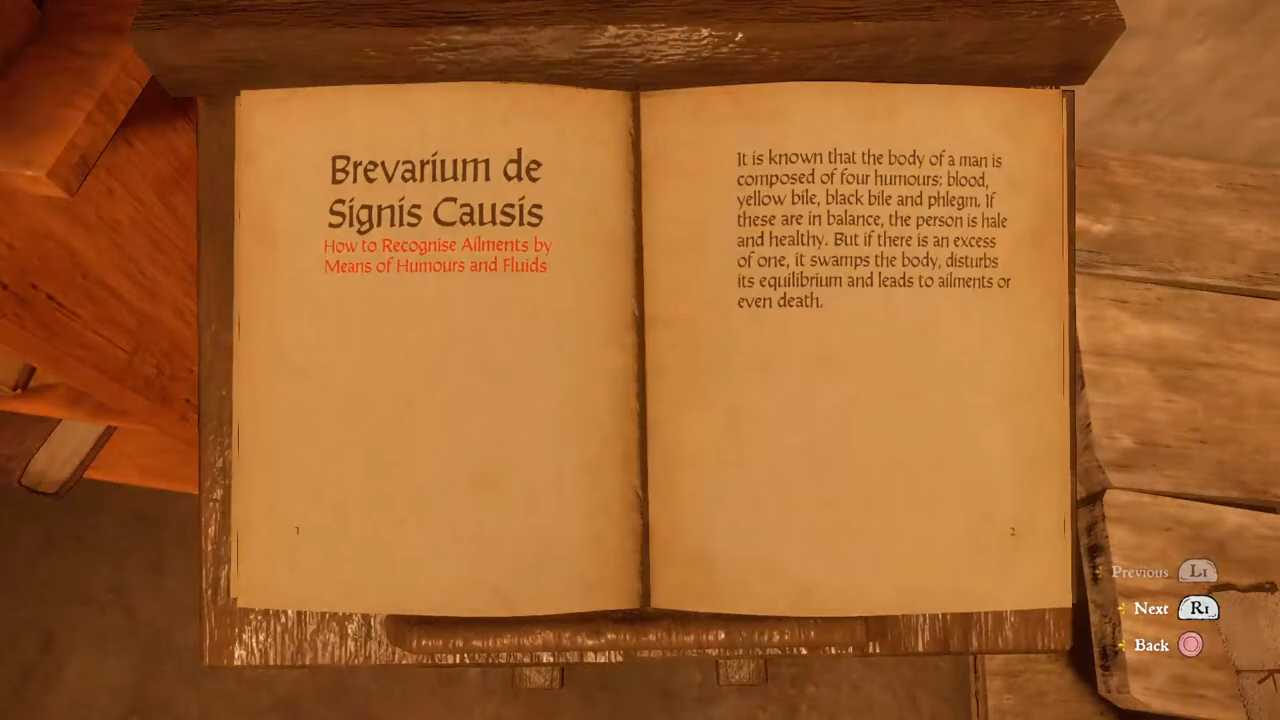 Brevarium de
Signis Causis
How to Recognise Ailments by
Means of Humours and Fluids
1
It is known that the body of a man is
composed of four humours: blood,
yellow bile, black bile and phlegm. If
these are in balance, the person is hale
and healthy. But if there is an excess
of one, it swamps the body, disturbs
its equilibrium and leads to ailments or
even death.
2
Previous L1
Next R1
Back